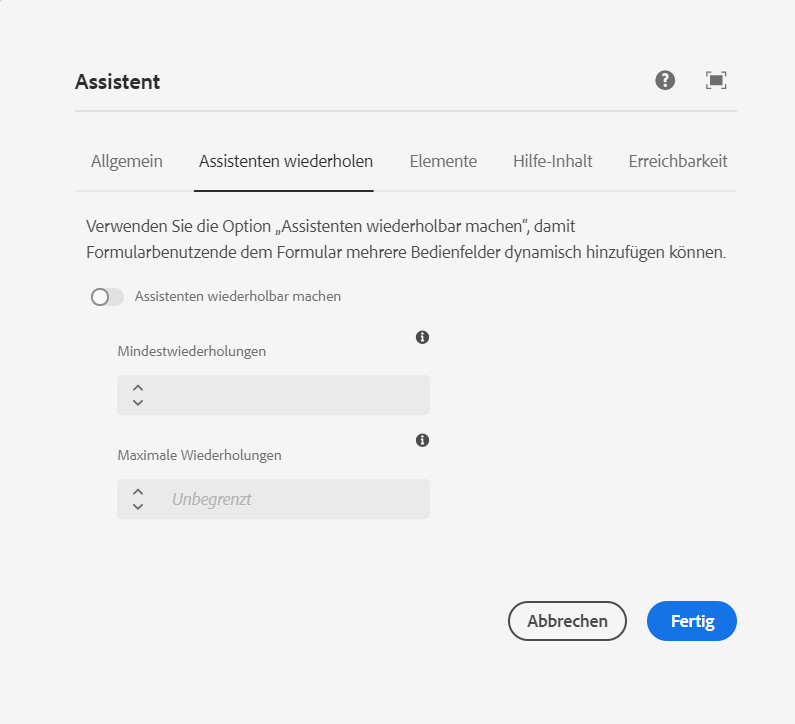 Assistent
Allgemein Assistenten wiederholen Elemente Hilfe-Inhalt Erreichbarkeit
Verwenden Sie die Option „Assistenten wiederholbar machen“, damit
Formularbenutzende dem Formular mehrere Bedienfelder dynamisch hinzufügen können.
Assistenten wiederholbar machen
Mindestwiederholungen
Maximale Wiederholungen
Unbegrenzt
Abbrechen Fertig